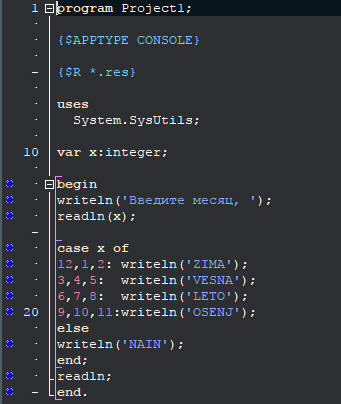 1 program Project1;
{$APPTYPE CONSOLE}
{$R *.res}
uses
System.SysUtils;
10 var x:integer;
begin
writeln('Введите месяц, ');
readln(x);
case x of
12,1,2: writeln('ZIMA');
3,4,5: writeln('VESNA');
6,7,8: writeln('LETO');
20 9,10,11:writeln('OSENJ');
else
writeln('NAIN');
end;
readln;
end.